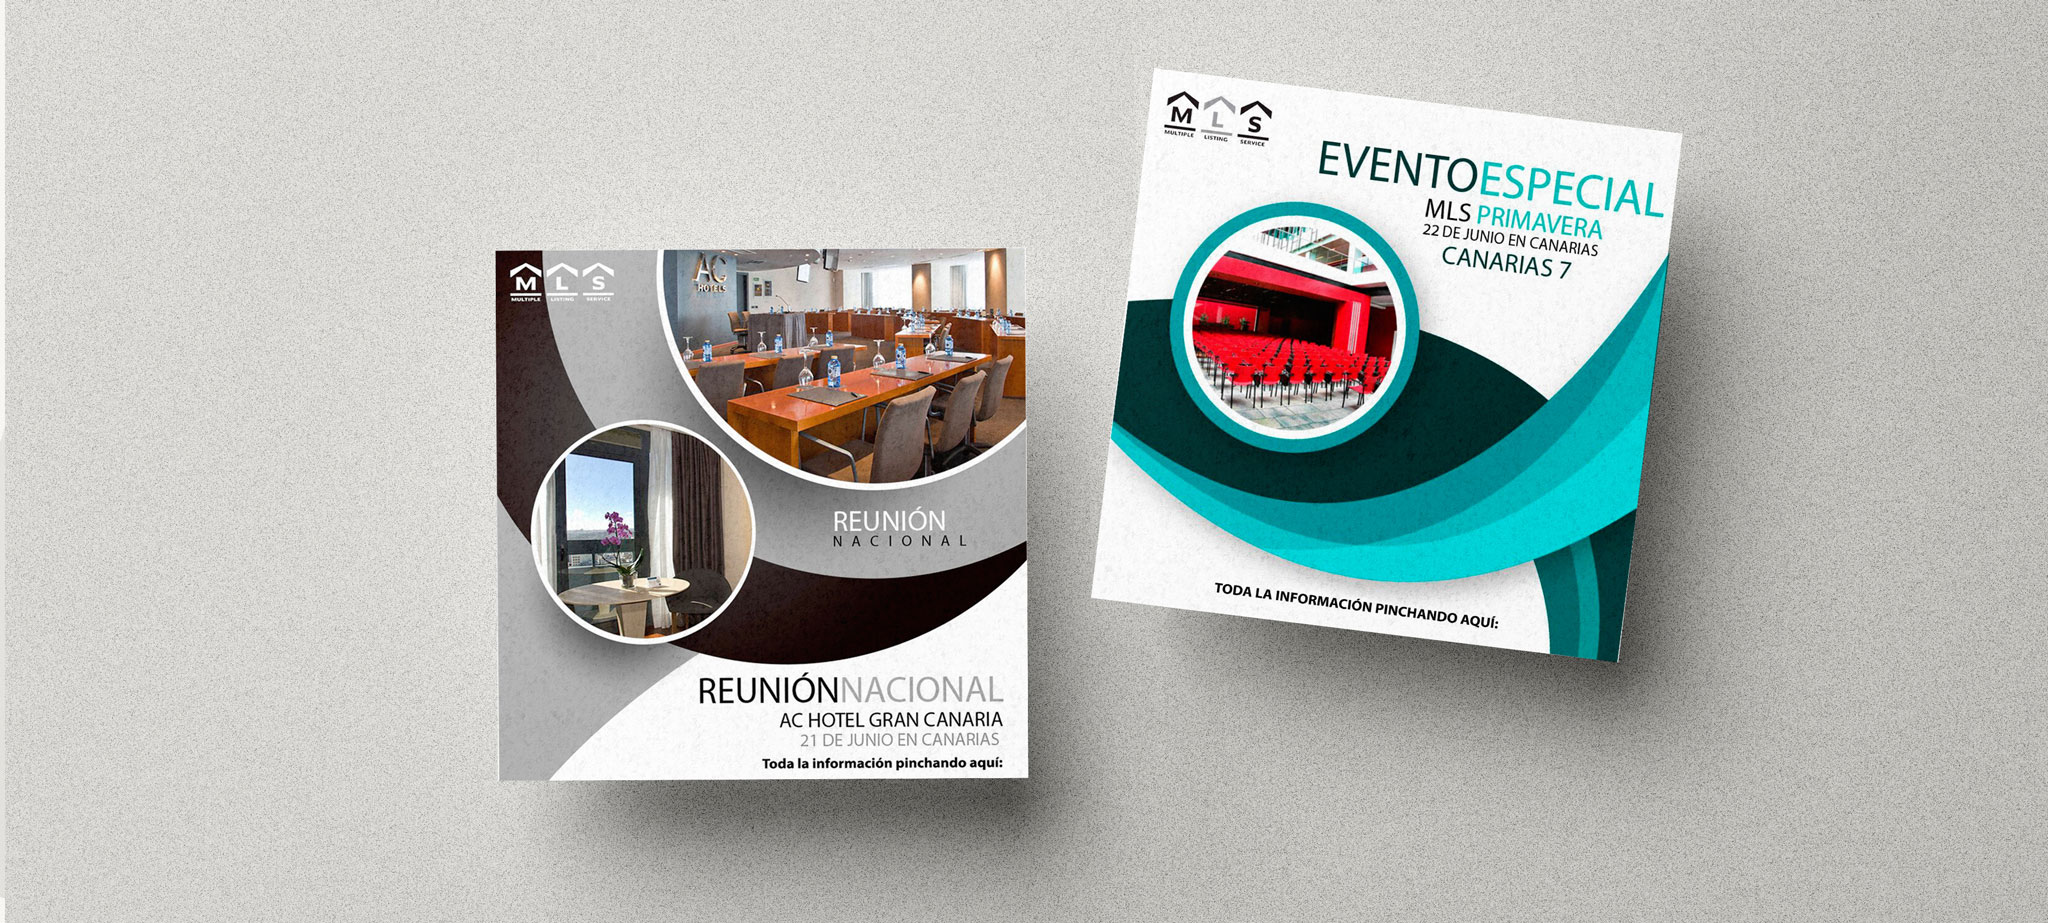 M L S
MULTIPLE LISTING SERVICE
AC
HOTELS
REUNIÓN
NACIONAL
REUNIÓNNACIONAL
AC HOTEL GRAN CANARIA
21 DE JUNIO EN CANARIAS
Toda la información pinchando aquí:
M L S
MULTIPLE LISTING SERVICE
EVENTOESPECIAL
MLS PRIMAVERA
22 DE JUNIO EN CANARIAS
CANARIAS 7
TODA LA INFORMACIÓN PINCHANDO AQUÍ: